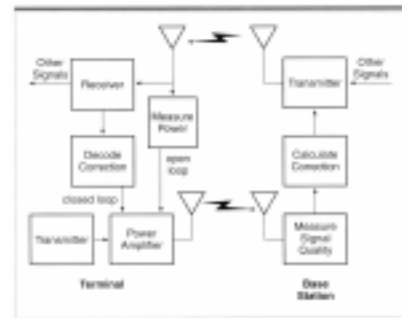 Other
Signals
Receiver
Measure
Power
Decode
Correction
open
loop
closed loop
Transmitter
Power
Amplifier
Terminal
Transmitter
Other
Signals
Calculate
Correction
Measure
Signal
Quality
Base
Station